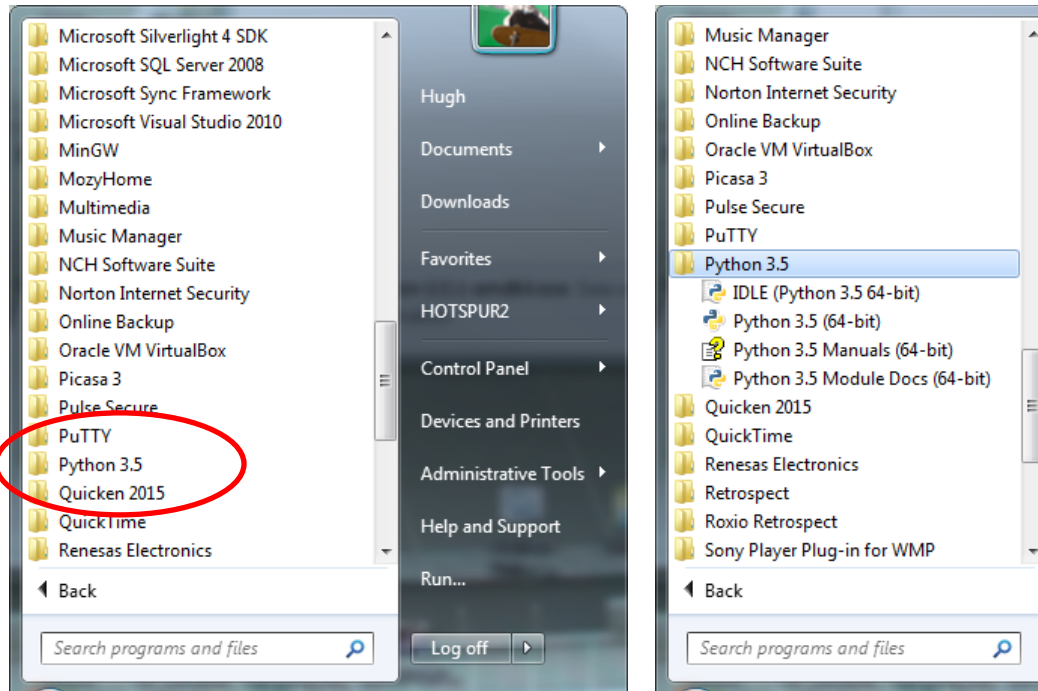 Microsoft Silverlight 4 SDK
Microsoft SQL Server 2008
Microsoft Sync Framework
Microsoft Visual Studio 2010
MinGW
MozyHome
Multimedia
Music Manager
NCH Software Suite
Norton Internet Security
Online Backup
Oracle VM VirtualBox
Picasa 3
Pulse Secure
PuTTY
Python 3.5
Quicken 2015
QuickTime
Renesas Electronics
Back
Search programs and files
Hugh
Documents
Downloads
Favorites
HOTSPUR2
Control Panel
Devices and Printers
Administrative Tools
Help and Support
Run...
Log off
Music Manager
NCH Software Suite
Norton Internet Security
Online Backup
Oracle VM VirtualBox
Picasa 3
Pulse Secure
PuTTY
Python 3.5
IDLE (Python 3.5 64-bit)
Python 3.5 (64-bit)
Python 3.5 Manuals (64-bit)
Python 3.5 Module Docs (64-bit)
Quicken 2015
QuickTime
Renesas Electronics
Retrospect
Roxio Retrospect
Sony Player Plug-in for WMP
Back
Search programs and files